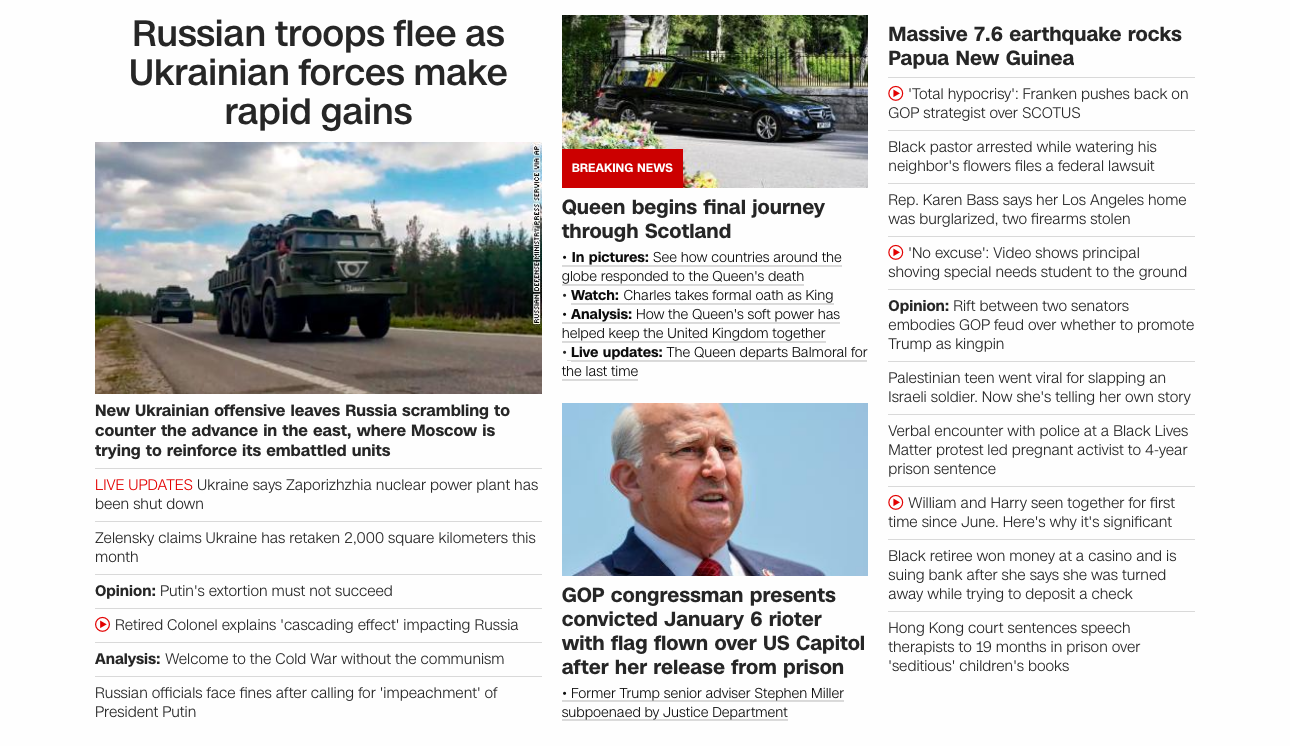 Russian troops flee as
Ukrainian forces make
rapid gains
RUSSIAN DEFENSE MINISTRY PRESS SERVICE VIA AP
New Ukrainian offensive leaves Russia scrambling to
counter the advance in the east, where Moscow is
trying to reinforce its embattled units
LIVE UPDATES Ukraine says Zaporizhzhia nuclear power plant has
been shut down
Zelensky claims Ukraine has retaken 2,000 square kilometers this
month
Opinion: Putin's extortion must not succeed
Retired Colonel explains 'cascading effect' impacting Russia
Analysis: Welcome to the Cold War without the communism
Russian officials face fines after calling for 'impeachment' of
President Putin
BREAKING NEWS
Queen begins final journey
through Scotland
• In pictures: See how countries around the
globe responded to the Queen's death
• Watch: Charles takes formal oath as King
• Analysis: How the Queen's soft power has
helped keep the United Kingdom together
• Live updates: The Queen departs Balmoral for
the last time
GOP congressman presents
convicted January 6 rioter
with flag flown over US Capitol
after her release from prison
• Former Trump senior adviser Stephen Miller
subpoenaed by Justice Department
Massive 7.6 earthquake rocks
Papua New Guinea
'Total hypocrisy': Franken pushes back on
GOP strategist over SCOTUS
Black pastor arrested while watering his
neighbor's flowers files a federal lawsuit
Rep. Karen Bass says her Los Angeles home
was burglarized, two firearms stolen
'No excuse': Video shows principal
shoving special needs student to the ground
Opinion: Rift between two senators
embodies GOP feud over whether to promote
Trump as kingpin
Palestinian teen went viral for slapping an
Israeli soldier. Now she's telling her own story
Verbal encounter with police at a Black Lives
Matter protest led pregnant activist to 4-year
prison sentence
William and Harry seen together for first
time since June. Here's why it's significant
Black retiree won money at a casino and is
suing bank after she says she was turned
away while trying to deposit a check
Hong Kong court sentences speech
therapists to 19 months in prison over
'seditious' children's books